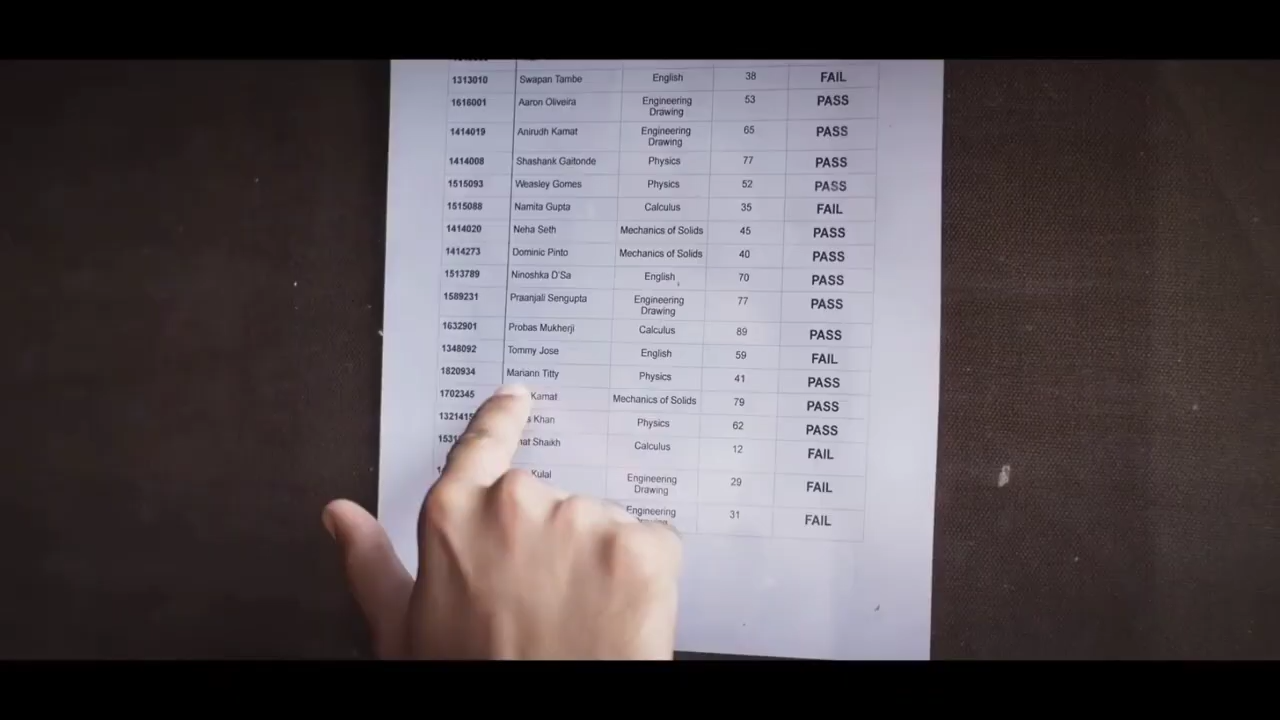 1313010 Swapan Tambe English 38 FAIL
1616001 Aaron Oliveira Engineering Drawing 53 PASS
1414019 Anirudh Kamat Engineering Drawing 65 PASS
1414008 Shashank Gaitonde Physics 77 PASS
1515093 Weasley Gomes Physics 52 PASS
1515088 Namita Gupta Calculus 35 FAIL
1414020 Neha Seth Mechanics of Solids 45 PASS
1414273 Dominic Pinto Mechanics of Solids 40 PASS
1513789 Ninoshka D'Sa English 70 PASS
1589231 Praanjali Sengupta Engineering Drawing 77 PASS
1632901 Probas Mukherji Calculus 89 PASS
1348092 Tommy Jose English 59 FAIL
1820934 Mariann Titty Physics 41 PASS
1702345 Kamat Mechanics of Solids 79 PASS
Khan Physics 62 PASS
Shaikh Calculus 12 FAIL
Kulal Engineering Drawing 29 FAIL
Engineering 31 FAIL